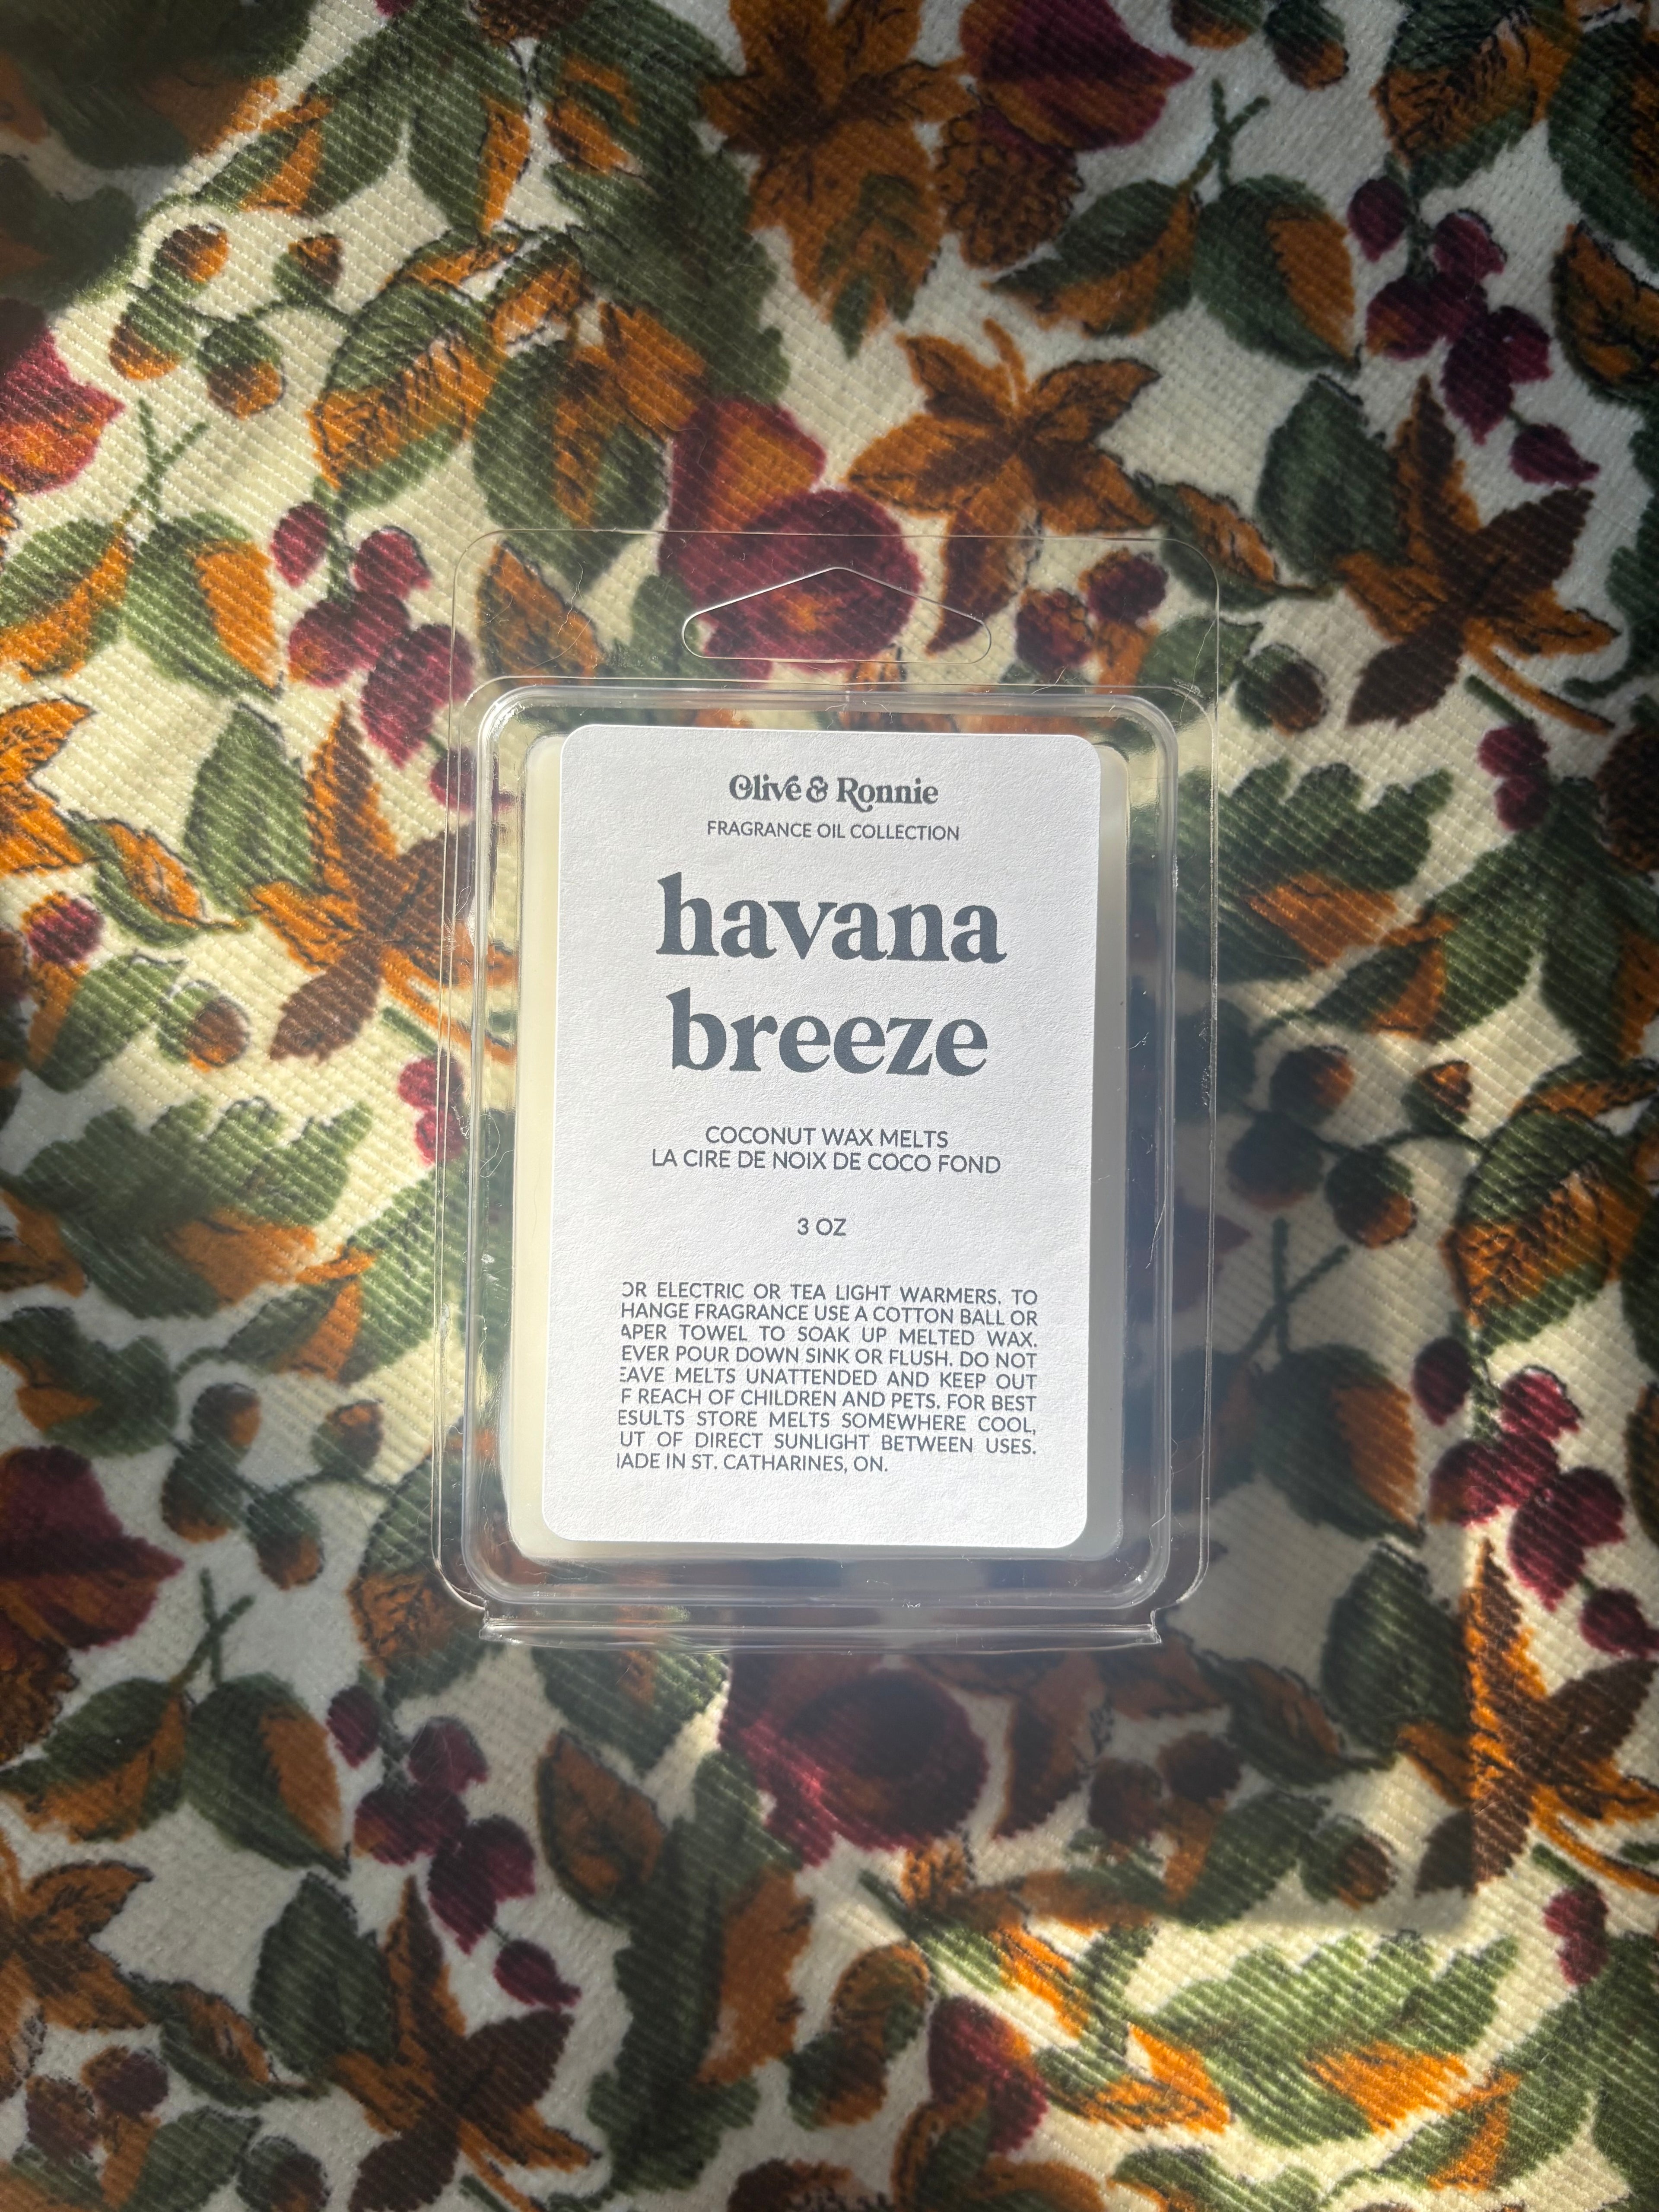 Olive & Ronnie
FRAGRANCE OIL COLLECTION
havana
breeze
COCONUT WAX MELTS
LA CIRE DE NOIX DE COCO FOND
3 OZ
OR ELECTRIC OR TEA LIGHT WARMERS. TO
HANGE FRAGRANCE USE A COTTON BALL OR
APER TOWEL TO SOAK UP MELTED WAX.
EVER POUR DOWN SINK OR FLUSH. DO NOT
EAVE MELTS UNATTENDED AND KEEP OUT
F REACH OF CHILDREN AND PETS. FOR BEST
ESULTS STORE MELTS SOMEWHERE COOL,
UT OF DIRECT SUNLIGHT BETWEEN USES.
ADE IN ST. CATHARINES, ON.